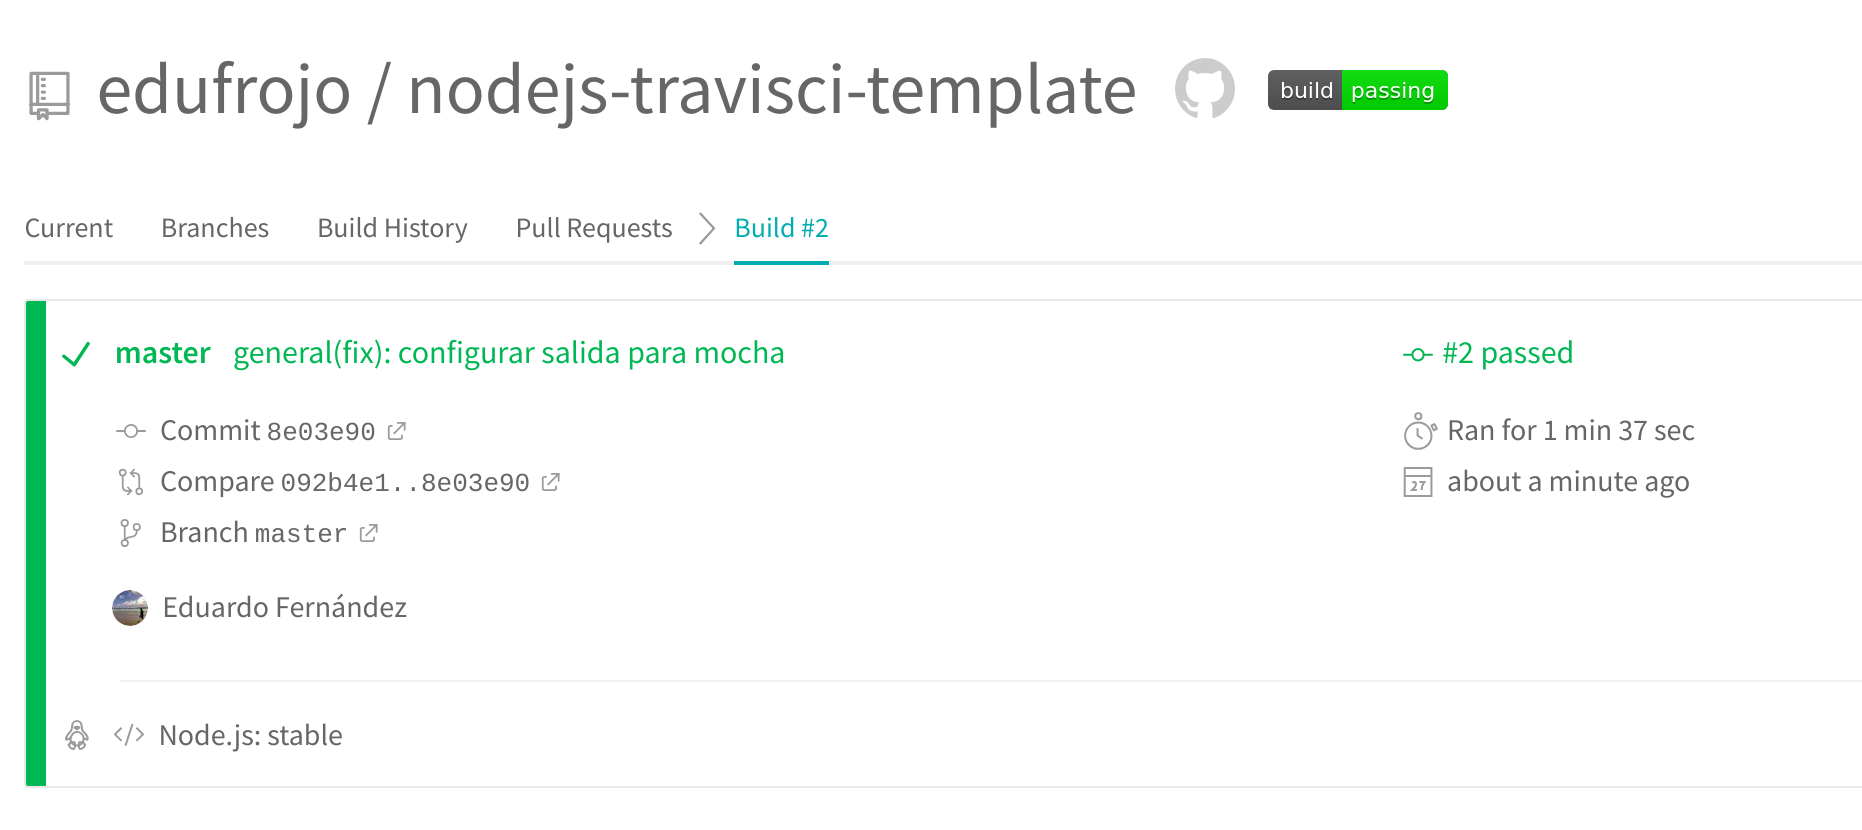 edufrojo / nodejs-travisci-template build passing
Current Branches Build History Pull Requests Build #2
master general(fix): configurar salida para mocha
#2 passed
Commit 8e03e90
Ran for 1 min 37 sec
Compare 092b4e1..8e03e90
27 about a minute ago
Branch master
Eduardo Fernández
</> Node.js: stable